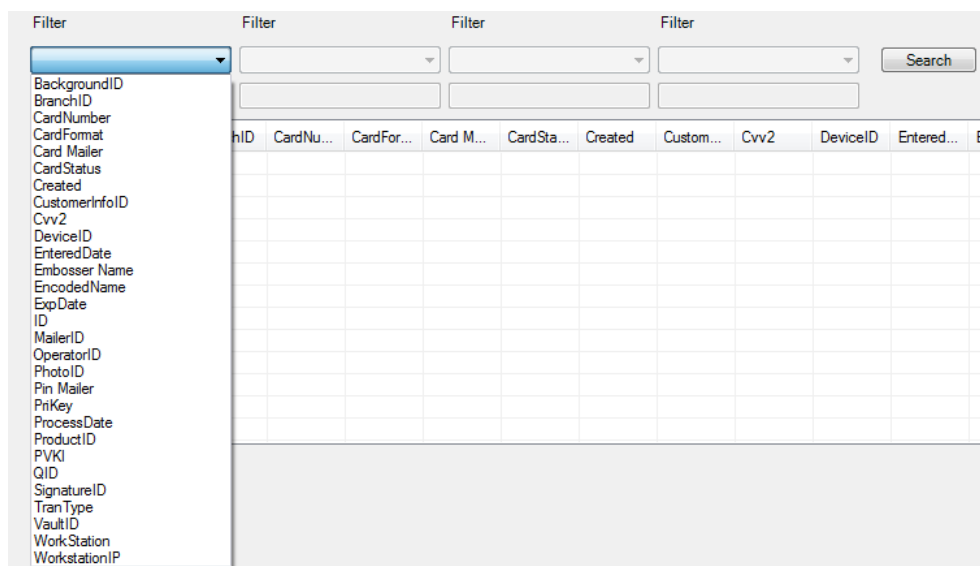 Filter Filter Filter Filter
Search
BackgroundID
BranchID
CardNumber
CardFormat
Card Mailer
CardStatus
Created
CustomerInfoID
Cvv2
DeviceID
EnteredDate
Embosser Name
EncodedName
ExpDate
ID
MailerID
OperatorID
PhotoID
Pin Mailer
PriKey
ProcessDate
ProductID
PVKI
QID
SignatureID
TranType
VaultID
WorkStation
WorkstationIP
hID CardNu... CardFor... Card M... CardSta... Created Custom... Cvv2 DeviceID Entered...